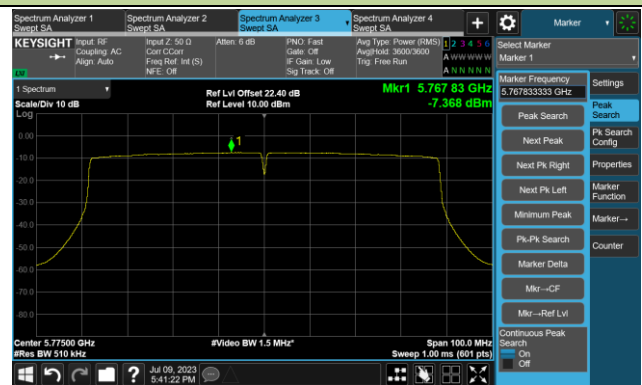 Spectrum Analyzer 1
Swept SA
Spectrum Analyzer 2
Swept SA
Spectrum Analyzer 3
Swept SA
Spectrum Analyzer 4
Swept SA
+
Marker
KEYSIGHT
Input: RF
Coupling: AC
Align: Auto
Input Z: 50 Ω
Corr CCorr
Freq Ref: Int (S)
NFE: Off
Atten: 6 dB
PNO: Fast
Gate: Off
IF Gain: Low
Sig Track: Off
Avg Type: Power (RMS)
Avg|Hold: 3600/3600
Trig: Free Run
1 2 3 4 5 6
A W W W W W
A N N N N N
Select Marker
Marker 1
1 Spectrum
Scale/Div 10 dB
Log
Ref Lvl Offset 22.40 dB
Ref Level 10.00 dBm
Mkr1 5.767 83 GHz
-7.368 dBm
0.00
-10.0
-20.0
-30.0
-40.0
-50.0
-60.0
-70.0
-80.0
1
Center 5.77500 GHz
#Res BW 510 kHz
#Video BW 1.5 MHz*
Span 100.0 MHz
Sweep 1.00 ms (601 pts)
Marker Frequency
5.767833333 GHz
Peak Search
Next Peak
Next Pk Right
Next Pk Left
Minimum Peak
Pk-Pk Search
Marker Delta
Mkr→CF
Mkr→Ref Lvl
Continuous Peak
Search
On
Off
Settings
Peak
Search
Pk Search
Config
Properties
Marker
Function
Marker→
Counter
?
Jul 09, 2023
5:41:22 PM